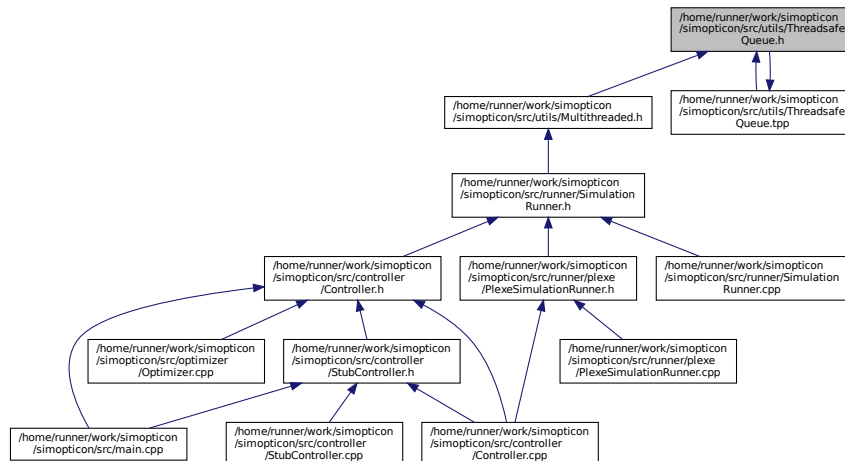 /home/runner/work/simopticon
/simopticon/src/utils/Threadsafe
Queue.h
/home/runner/work/simopticon
/simopticon/src/utils/Multithreaded.h
/home/runner/work/simopticon
/simopticon/src/utils/Threadsafe
Queue.tpp
/home/runner/work/simopticon
/simopticon/src/runner/Simulation
Runner.h
/home/runner/work/simopticon
/simopticon/src/controller
/Controller.h
/home/runner/work/simopticon
/simopticon/src/runner/plexe
/PlexeSimulationRunner.h
/home/runner/work/simopticon
/simopticon/src/runner/Simulation
Runner.cpp
/home/runner/work/simopticon
/simopticon/src/optimizer
/Optimizer.cpp
/home/runner/work/simopticon
/simopticon/src/controller
/StubController.h
/home/runner/work/simopticon
/simopticon/src/runner/plexe
/PlexeSimulationRunner.cpp
/home/runner/work/simopticon
/simopticon/src/main.cpp
/home/runner/work/simopticon
/simopticon/src/controller
/StubController.cpp
/home/runner/work/simopticon
/simopticon/src/controller
/Controller.cpp